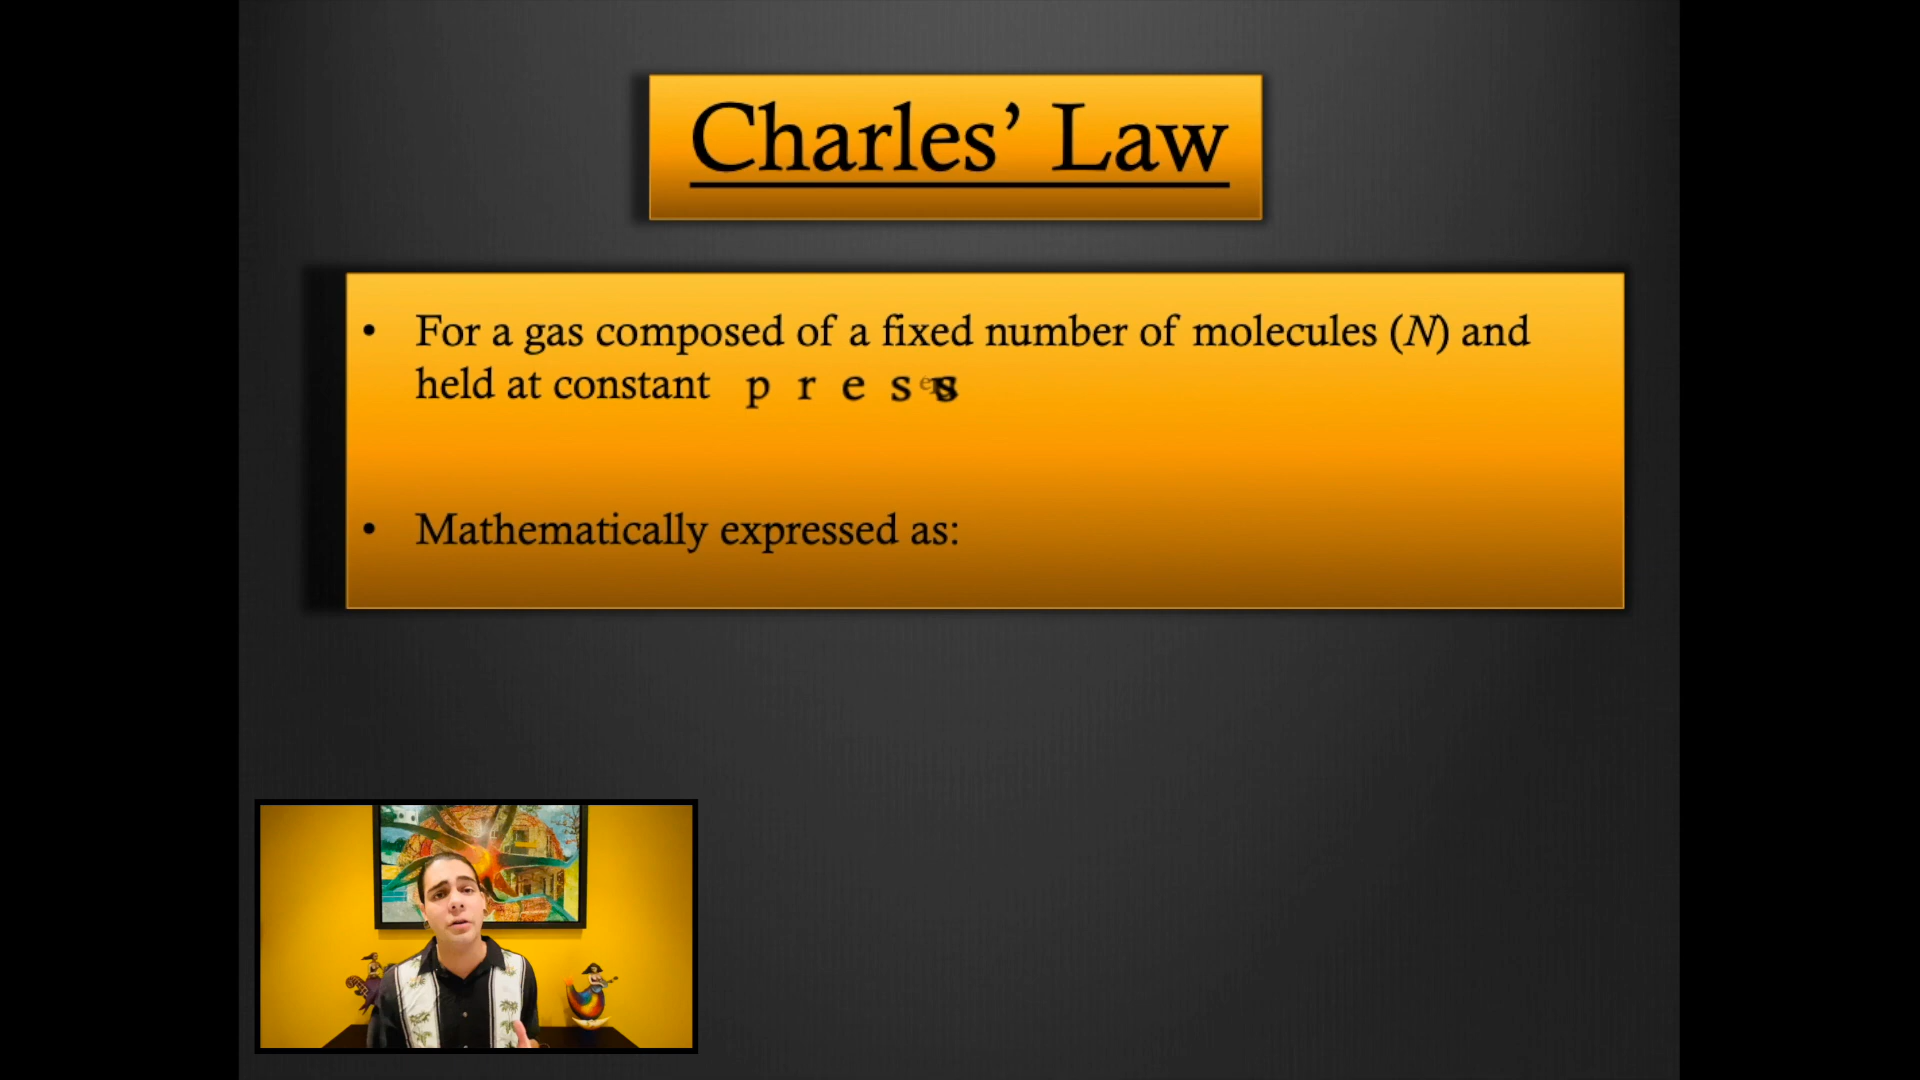 Charles’ Law
• For a gas composed of a fixed number of molecules (N) and
held at constant p r e s s
• Mathematically expressed as: